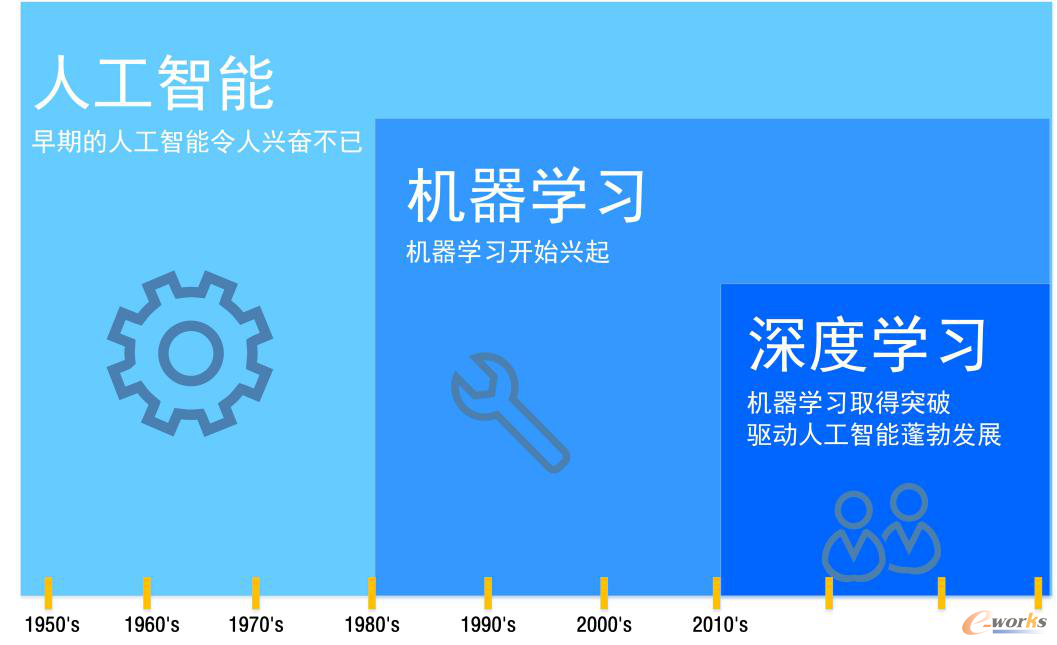 人工智能
早期的人工智能令人兴奋不已
机器学习
机器学习开始兴起
深度学习
机器学习取得突破
驱动人工智能蓬勃发展
1950's 1960's 1970's 1980's 1990's 2000's 2010's
e-works